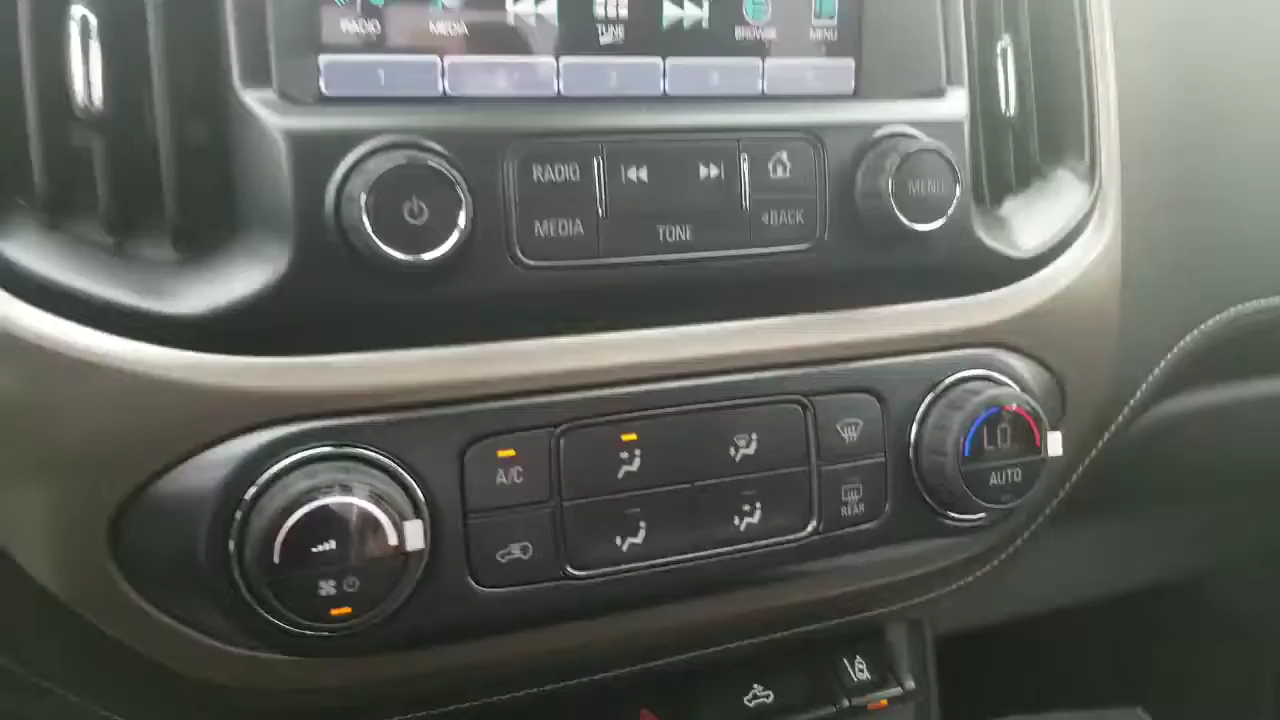 RADIO MEDIA TUNE BROWSE MENU
1
RADIO
MEDIA
TONE
BACK
MENU
A/C
REAR
LO
AUTO